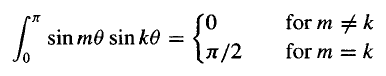 ∫₀^π sin mθ sin kθ = { 0 for m ≠ k
π/2 for m = k